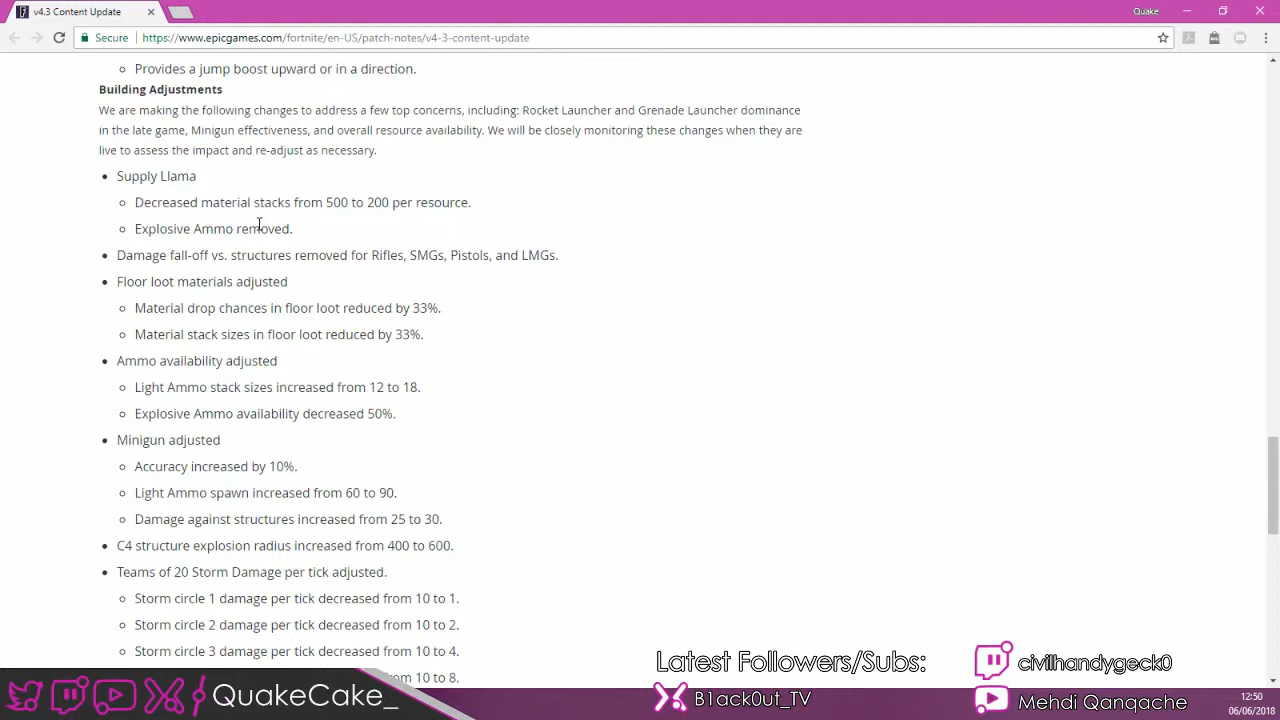 v4.3 Content Update
Quake
Secure
https://www.epicgames.com/fortnite/en-US/patch-notes/v4-3-content-update
Provides a jump boost upward or in a direction.
Building Adjustments
We are making the following changes to address a few top concerns, including: Rocket Launcher and Grenade Launcher dominance
in the late game, Minigun effectiveness, and overall resource availability. We will be closely monitoring these changes when they are
live to assess the impact and re-adjust as necessary.
Supply Llama
Decreased material stacks from 500 to 200 per resource.
Explosive Ammo removed.
Damage fall-off vs. structures removed for Rifles, SMGs, Pistols, and LMGs.
Floor loot materials adjusted
Material drop chances in floor loot reduced by 33%.
Material stack sizes in floor loot reduced by 33%.
Ammo availability adjusted
Light Ammo stack sizes increased from 12 to 18.
Explosive Ammo availability decreased 50%.
Minigun adjusted
Accuracy increased by 10%.
Light Ammo spawn increased from 60 to 90.
Damage against structures increased from 25 to 30.
C4 structure explosion radius increased from 400 to 600.
Teams of 20 Storm Damage per tick adjusted.
Storm circle 1 damage per tick decreased from 10 to 1.
Storm circle 2 damage per tick decreased from 10 to 2.
Storm circle 3 damage per tick decreased from 10 to 4.
om 10 to 8.
QuakeCake_
Latest Followers/Subs:
civilhandygeck0
B1ack0ut_TV
Mehdi Qanqache
12:50
06/06/2018